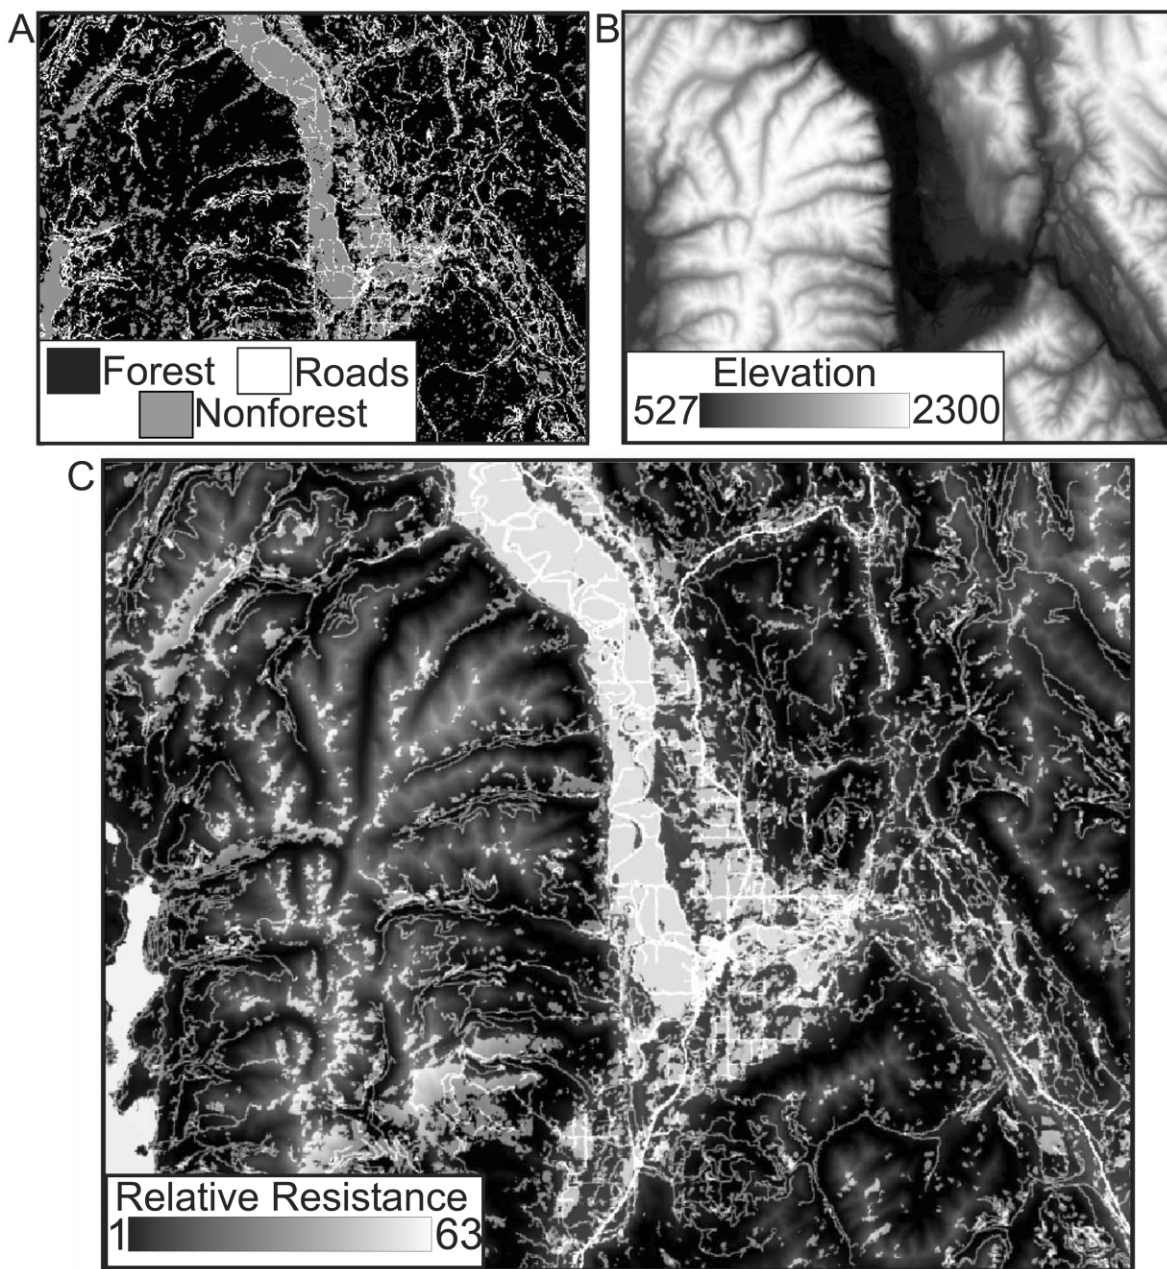 A
B
Forest Roads
Nonforest
Elevation
527 2300
C
Relative Resistance
1 63